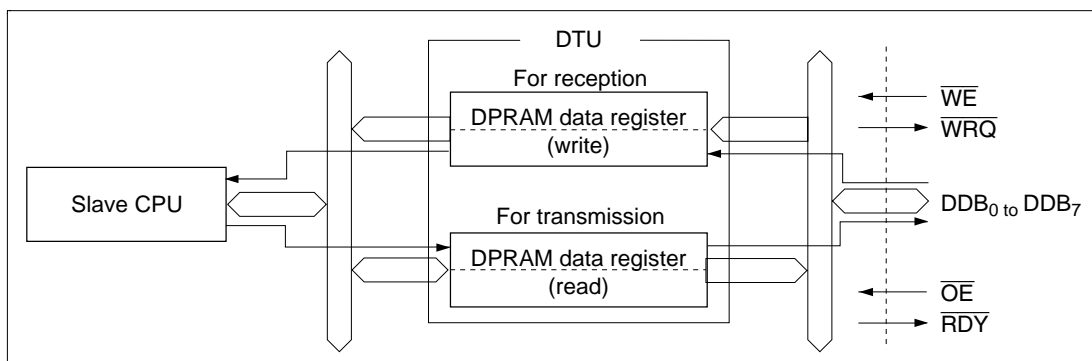 DTU
For reception
DPRAM data register
(write)
WE
WRQ
Slave CPU
For transmission
DPRAM data register
(read)
DDB0 to DDB7
OE
RDY